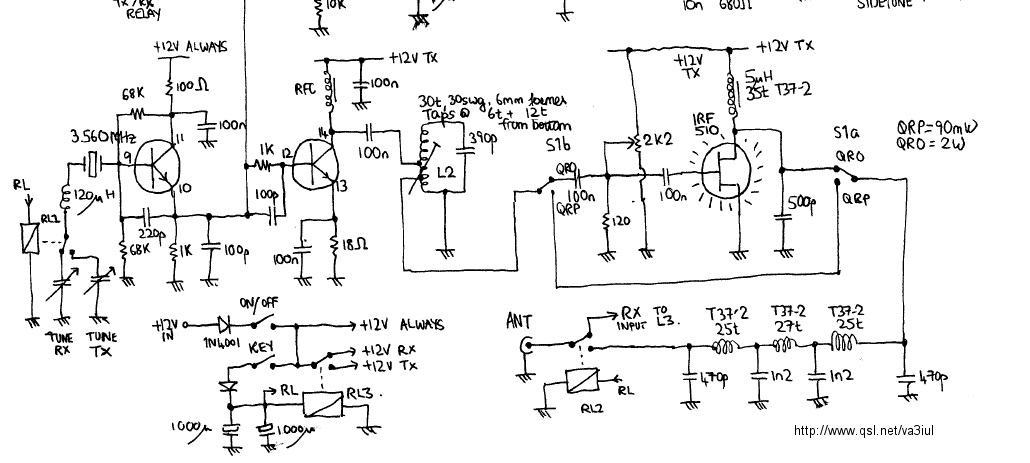 TX/RX
RELAY
10K
10n 680Ω
SIDETONE
+12V ALWAYS
100Ω
68K
100n
3.560MHz
9
11
10
120µH
RL
RL1
220p
68K
1K
100p
TUNE
RX
TUNE
TX
+12V TX
RFC
100n
14
1K
12
13
100p
100n
100n
18Ω
30t, 30swg, 6mm former
Taps @ 6t + 12t
from bottom
390p
L2
S1b
QRO
100n
QRP
+12V TX
+12V
TX
5µH
35t T37-2
2K2
IRF
510
100n
120
500p
S1a
QRO
QRP
QRP=90mW
QRO=2W
ON/OFF
+12V
IN
1N4001
+12V ALWAYS
KEY
+12V RX
+12V TX
RL
RL3.
1000µ
1000µ
ANT
RX
INPUT TO
L3.
RL
RL2
T37-2
25t
T37-2
27t
T37-2
25t
470p
1n2
1n2
470p
http://www.qsl.net/va3iul